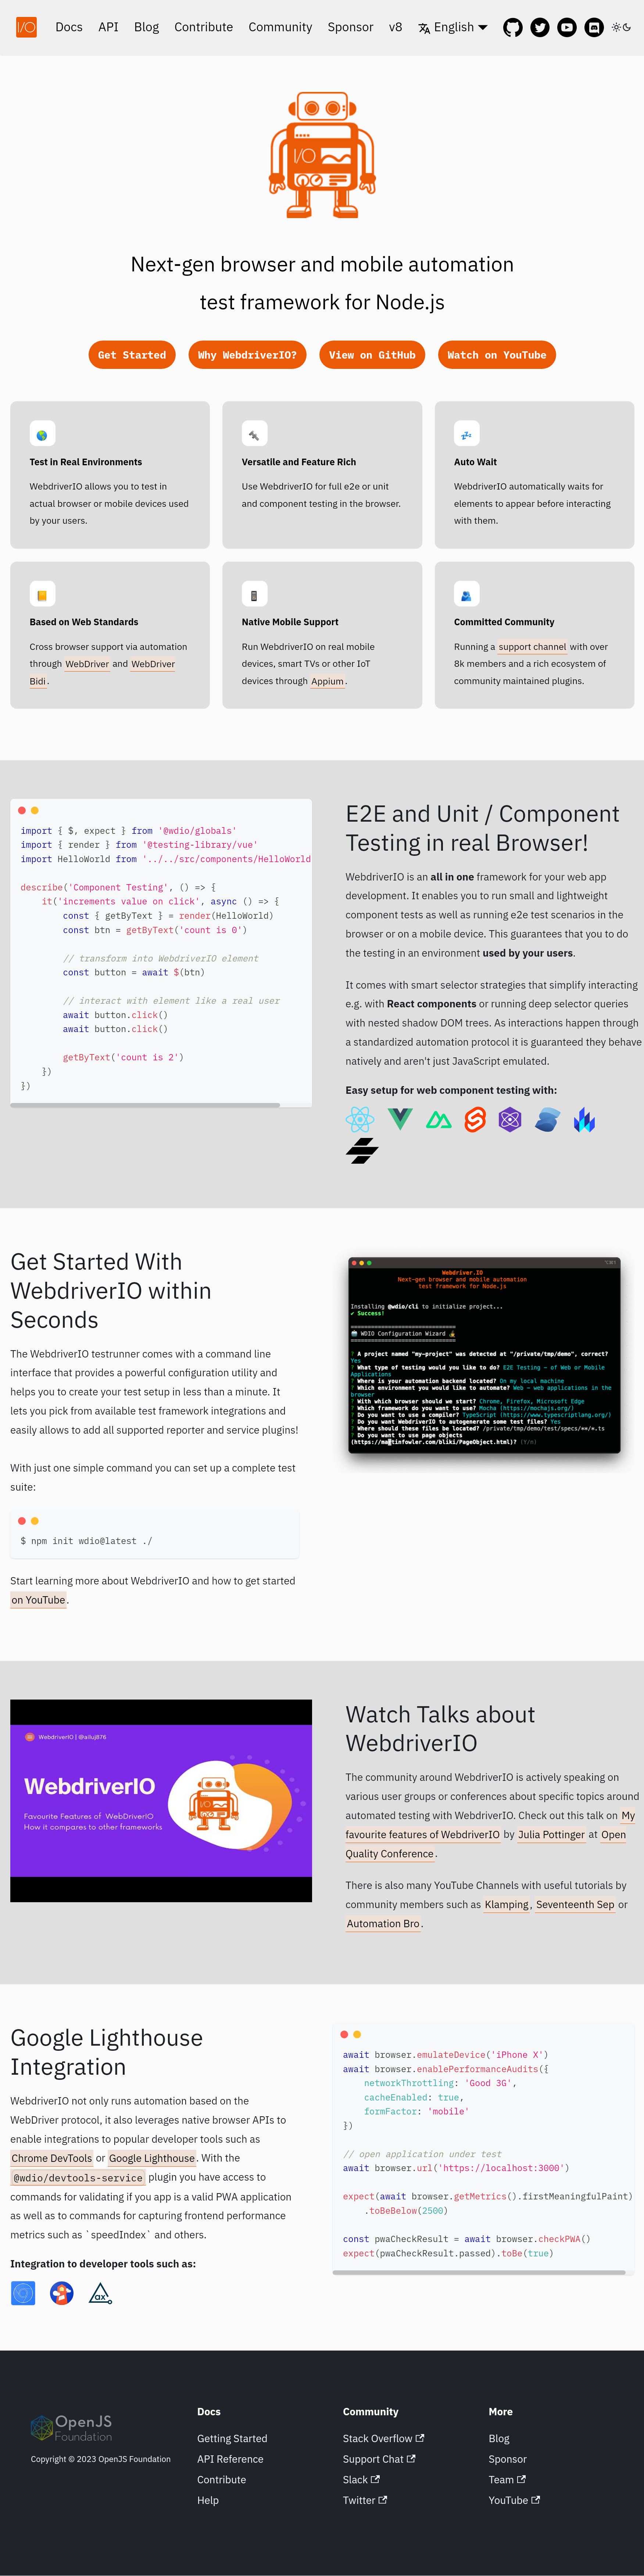 I/O Docs API Blog Contribute Community Sponsor v8 English
I/O
Next-gen browser and mobile automation
test framework for Node.js
Get Started Why WebdriverIO? View on GitHub Watch on YouTube
Test in Real Environments
WebdriverIO allows you to test in
actual browser or mobile devices used
by your users.
Versatile and Feature Rich
Use WebdriverIO for full e2e or unit
and component testing in the browser.
Auto Wait
WebdriverIO automatically waits for
elements to appear before interacting
with them.
Based on Web Standards
Cross browser support via automation
through WebDriver and WebDriver
Bidi.
Native Mobile Support
Run WebdriverIO on real mobile
devices, smart TVs or other IoT
devices through Appium.
Committed Community
Running a support channel with over
8k members and a rich ecosystem of
community maintained plugins.
import { $, expect } from '@wdio/globals'
import { render } from '@testing-library/vue'
import HelloWorld from '../../src/components/HelloWorld
describe('Component Testing', () => {
it('increments value on click', async () => {
const { getByText } = render(HelloWorld)
const btn = getByText('count is 0')
// transform into WebdriverIO element
const button = await $(btn)
// interact with element like a real user
await button.click()
await button.click()
getByText('count is 2')
})
})
E2E and Unit / Component
Testing in real Browser!
WebdriverIO is an all in one framework for your web app
development. It enables you to run small and lightweight
component tests as well as running e2e test scenarios in the
browser or on a mobile device. This guarantees that you to do
the testing in an environment used by your users.
It comes with smart selector strategies that simplify interacting
e.g. with React components or running deep selector queries
with nested shadow DOM trees. As interactions happen through
a standardized automation protocol it is guaranteed they behave
natively and aren't just JavaScript emulated.
Easy setup for web component testing with:
Get Started With
WebdriverIO within
Seconds
The WebdriverIO testrunner comes with a command line
interface that provides a powerful configuration utility and
helps you to create your test setup in less than a minute. It
lets you pick from available test framework integrations and
easily allows to add all supported reporter and service plugins!
With just one simple command you can set up a complete test
suite:
$ npm init wdio@latest ./
Start learning more about WebdriverIO and how to get started
on YouTube.
Webdriver.IO
Next-gen browser and mobile automation
test framework for Node.js
Installing @wdio/cli to initialize project...
✔ Success!
===============================
WDIO Configuration Wizard
===============================
? A project named "my-project" was detected at "/private/tmp/demo", correct?
Yes
? What type of testing would you like to do? E2E Testing - of Web or Mobile
Applications
? Where is your automation backend located? On my local machine
? Which environment you would like to automate? Web - web applications in the
browser
? With which browser should we start? Chrome, Firefox, Microsoft Edge
? Which framework do you want to use? Mocha (https://mochajs.org/)
? Do you want to use a compiler? TypeScript (https://www.typescriptlang.org/)
? Do you want WebdriverIO to autogenerate some test files? Yes
? Where should these files be located? /private/tmp/demo/test/specs/**/*.ts
? Do you want to use page objects
(https://martinfowler.com/bliki/PageObject.html)? (Y/n)
WebdriverIO | @alluj876
WebdriverIO
Favourite Features of WebDriverIO
How it compares to other frameworks
Watch Talks about
WebdriverIO
The community around WebdriverIO is actively speaking on
various user groups or conferences about specific topics around
automated testing with WebdriverIO. Check out this talk on My
favourite features of WebdriverIO by Julia Pottinger at Open
Quality Conference.
There is also many YouTube Channels with useful tutorials by
community members such as Klamping, Seventeenth Sep or
Automation Bro.
Google Lighthouse
Integration
WebdriverIO not only runs automation based on the
WebDriver protocol, it also leverages native browser APIs to
enable integrations to popular developer tools such as
Chrome DevTools or Google Lighthouse. With the
@wdio/devtools-service plugin you have access to
commands for validating if you app is a valid PWA application
as well as to commands for capturing frontend performance
metrics such as `speedIndex` and others.
Integration to developer tools such as:
ax
await browser.emulateDevice('iPhone X')
await browser.enablePerformanceAudits({
networkThrottling: 'Good 3G',
cacheEnabled: true,
formFactor: 'mobile'
})
// open application under test
await browser.url('https://localhost:3000')
expect(await browser.getMetrics().firstMeaningfulPaint)
.toBeBelow(2500)
const pwaCheckResult = await browser.checkPWA()
expect(pwaCheckResult.passed).toBe(true)
OpenJS
Foundation
Copyright © 2023 OpenJS Foundation
Docs
Getting Started
API Reference
Contribute
Help
Community
Stack Overflow
Support Chat
Slack
Twitter
More
Blog
Sponsor
Team
YouTube